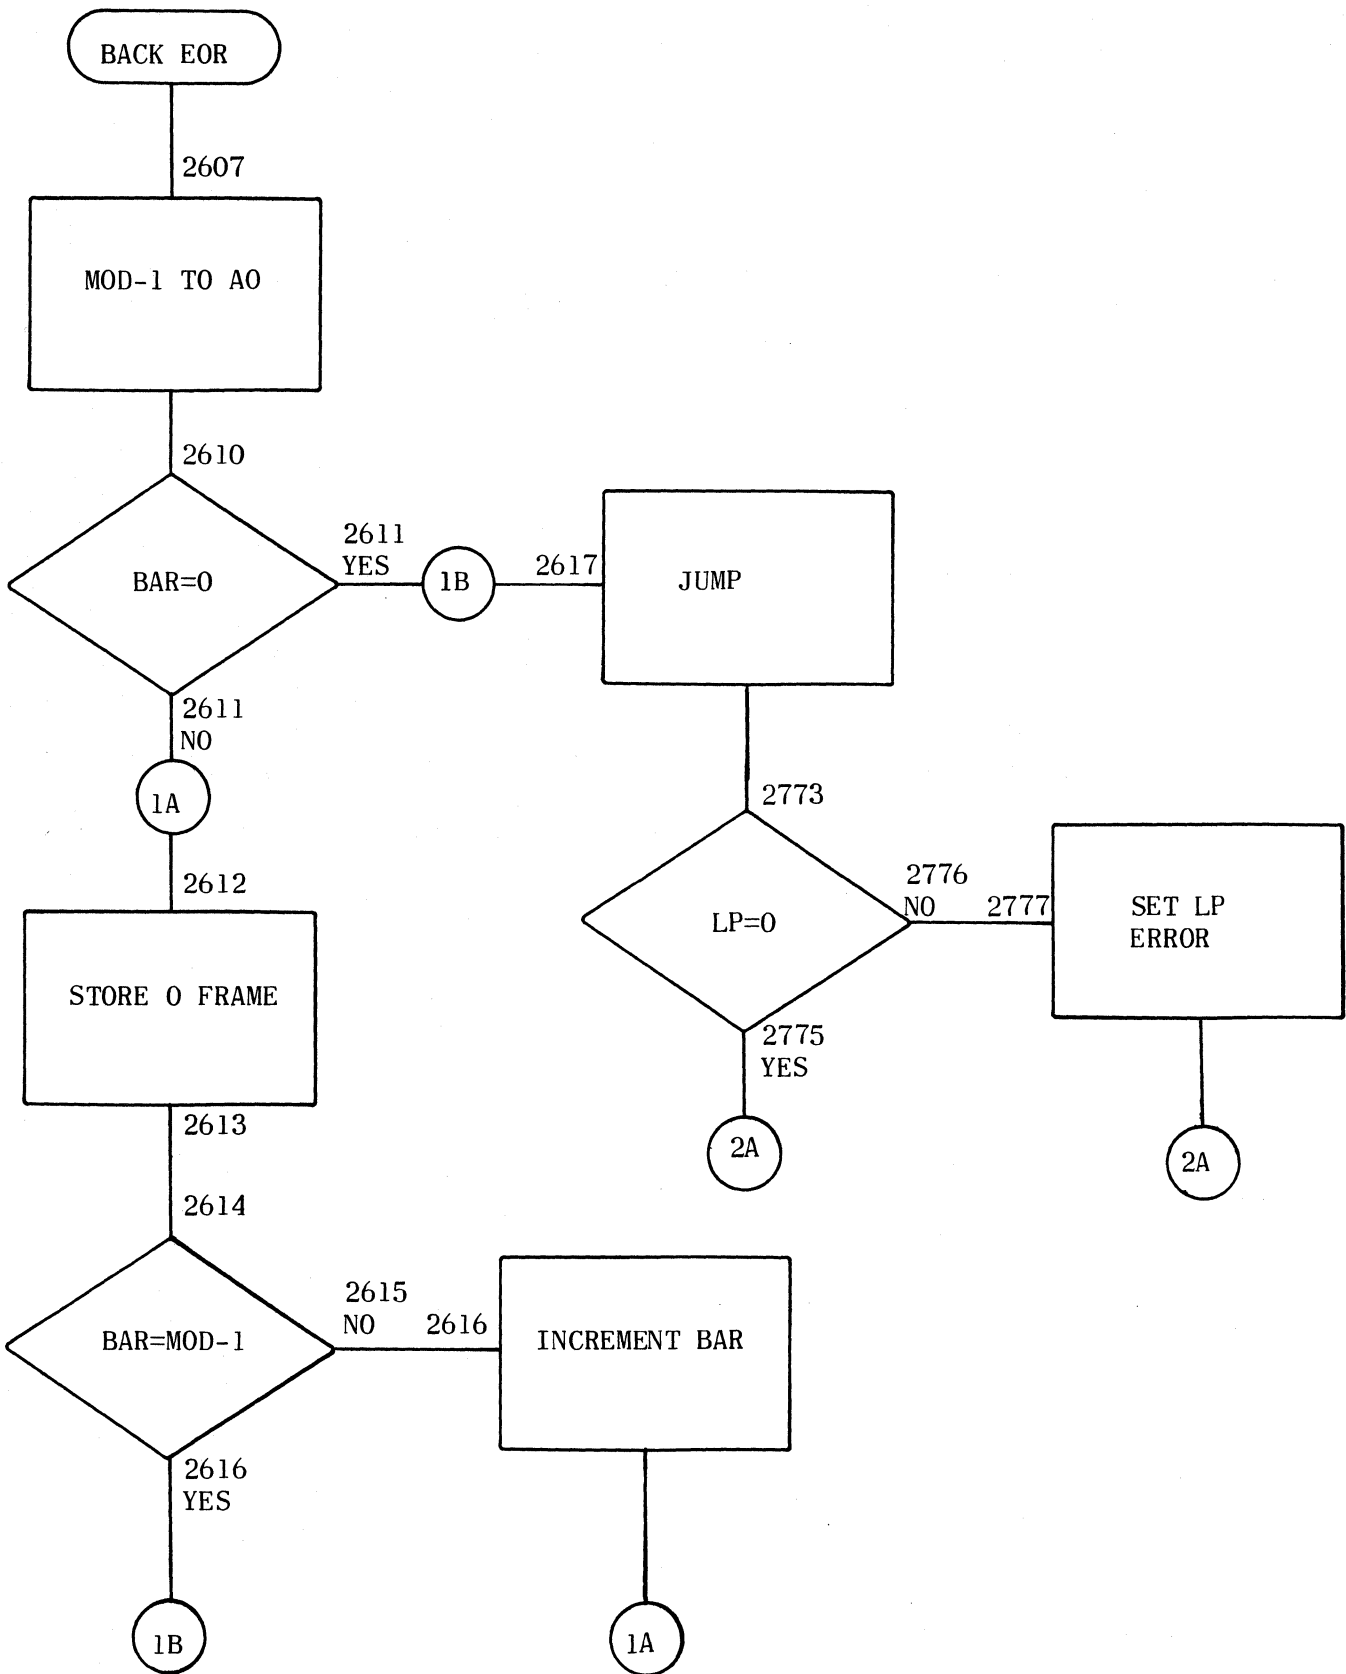 BACK EOR
2607
MOD-1 TO A0
2610
BAR=0
2611
YES
1B
2617
JUMP
2611
NO
1A
2612
STORE 0 FRAME
2613
2614
BAR=MOD-1
2615
NO
2616
INCREMENT BAR
2616
YES
1B
1A
2773
LP=0
2776
NO
2777
SET LP
ERROR
2775
YES
2A
2A